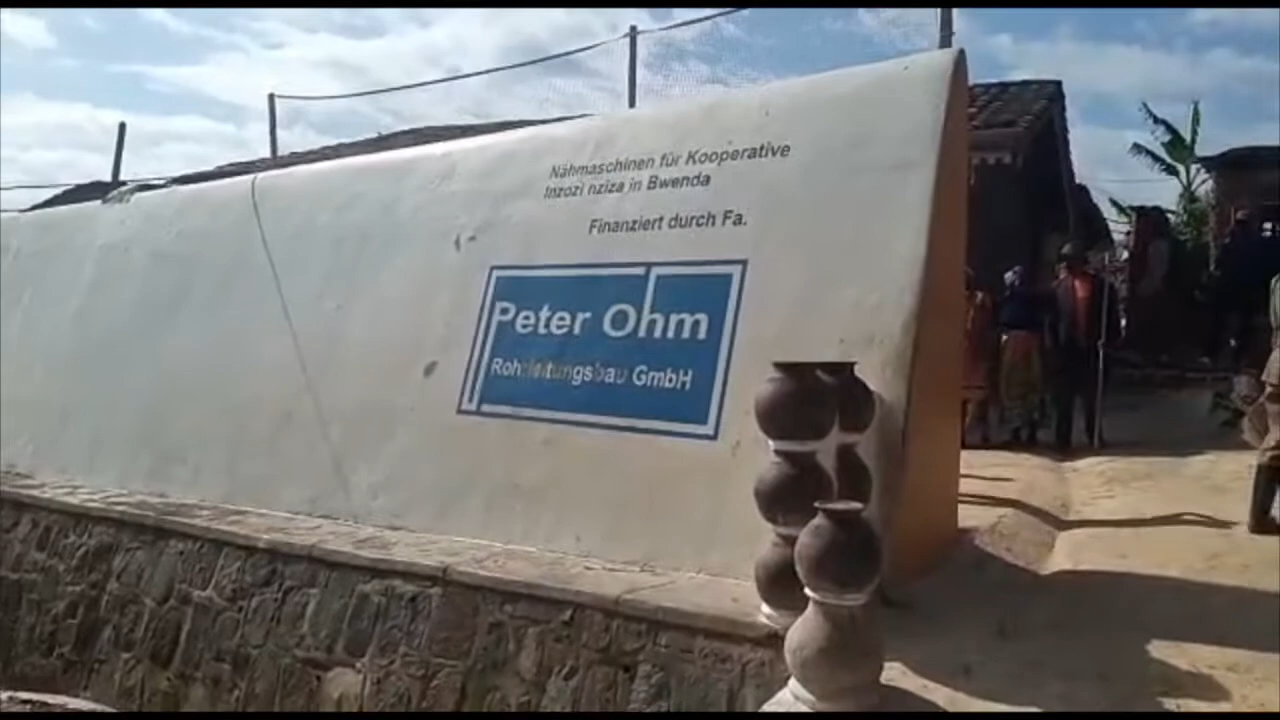 Nähmaschinen für Kooperative
Inzozi nziza in Bwenda
Finanziert durch Fa.
Peter Ohm
Rohrleitungsbau GmbH